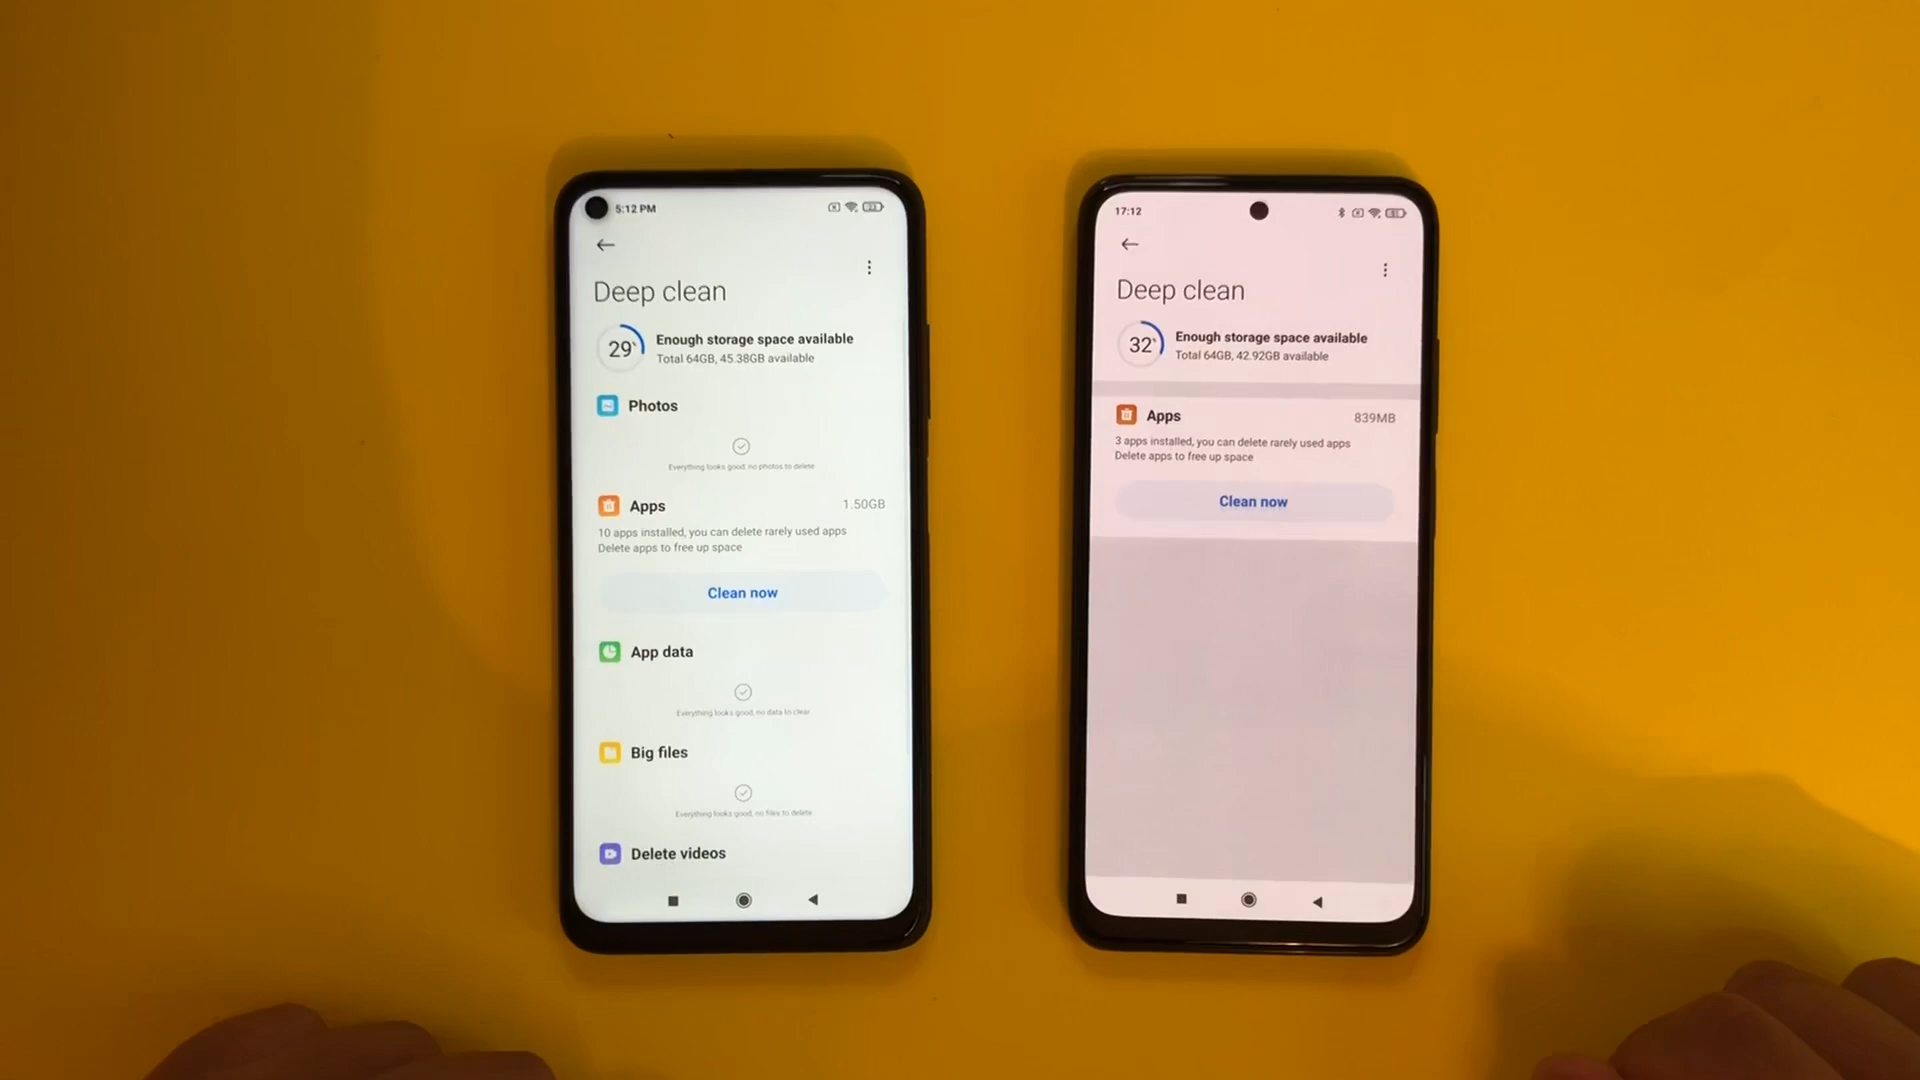 5:12 PM
Deep clean
29%
Enough storage space available
Total 64GB, 45.38GB available
Photos
Everything looks good, no photos to delete
Apps
1.50GB
10 apps installed, you can delete rarely used apps
Delete apps to free up space
Clean now
App data
Everything looks good, no data to clear
Big files
Everything looks good, no files to delete
Delete videos
17:12
Deep clean
32%
Enough storage space available
Total 64GB, 42.92GB available
Apps
839MB
3 apps installed, you can delete rarely used apps
Delete apps to free up space
Clean now